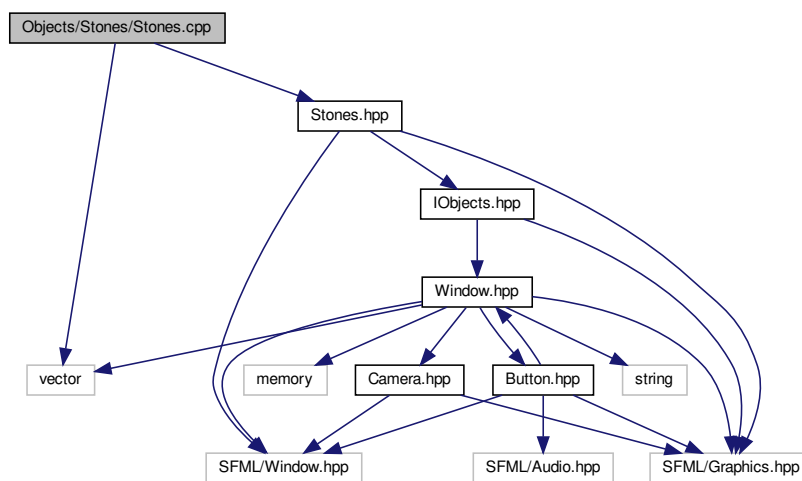 Objects/Stones/Stones.cpp
Stones.hpp
IObjects.hpp
Window.hpp
vector
memory
Camera.hpp
Button.hpp
string
SFML/Window.hpp
SFML/Audio.hpp
SFML/Graphics.hpp